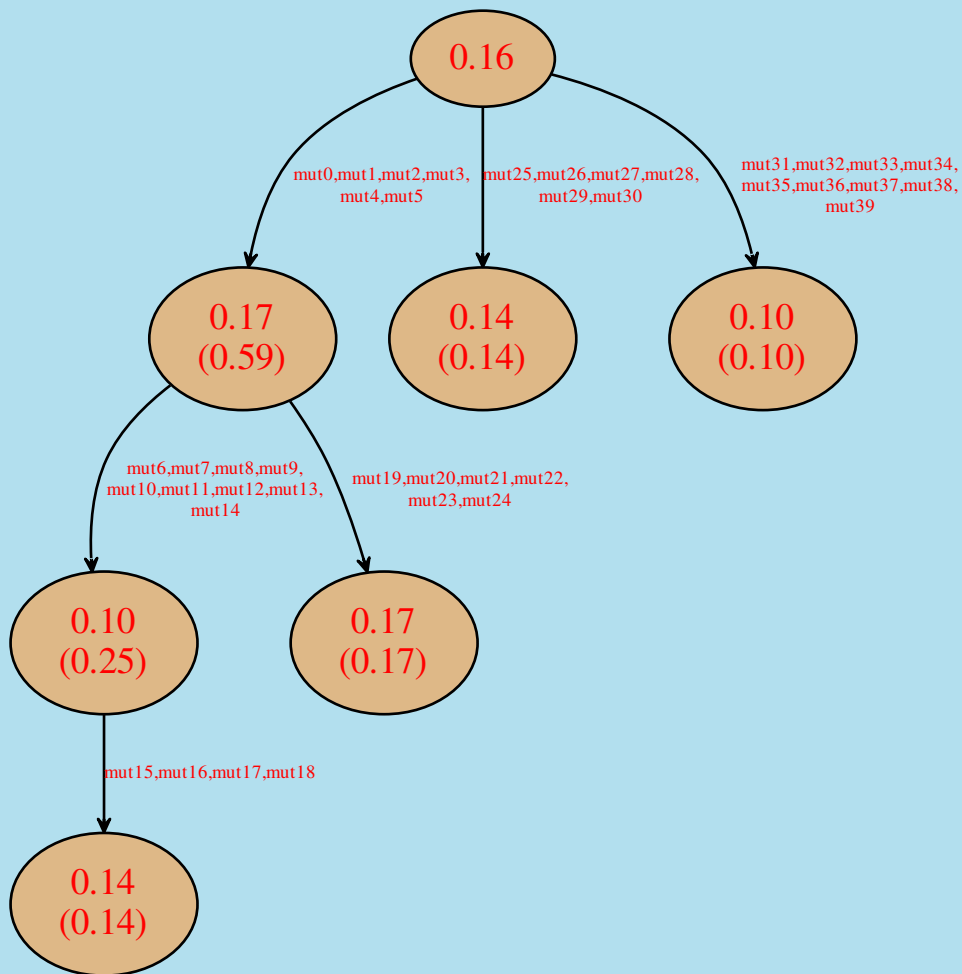 0.16
mut0,mut1,mut2,mut3,
mut4,mut5
mut25,mut26,mut27,mut28,
mut29,mut30
mut31,mut32,mut33,mut34,
mut35,mut36,mut37,mut38,
mut39
0.17
(0.59)
0.14
(0.14)
0.10
(0.10)
mut6,mut7,mut8,mut9,
mut10,mut11,mut12,mut13,
mut14
mut19,mut20,mut21,mut22,
mut23,mut24
0.10
(0.25)
0.17
(0.17)
mut15,mut16,mut17,mut18
0.14
(0.14)